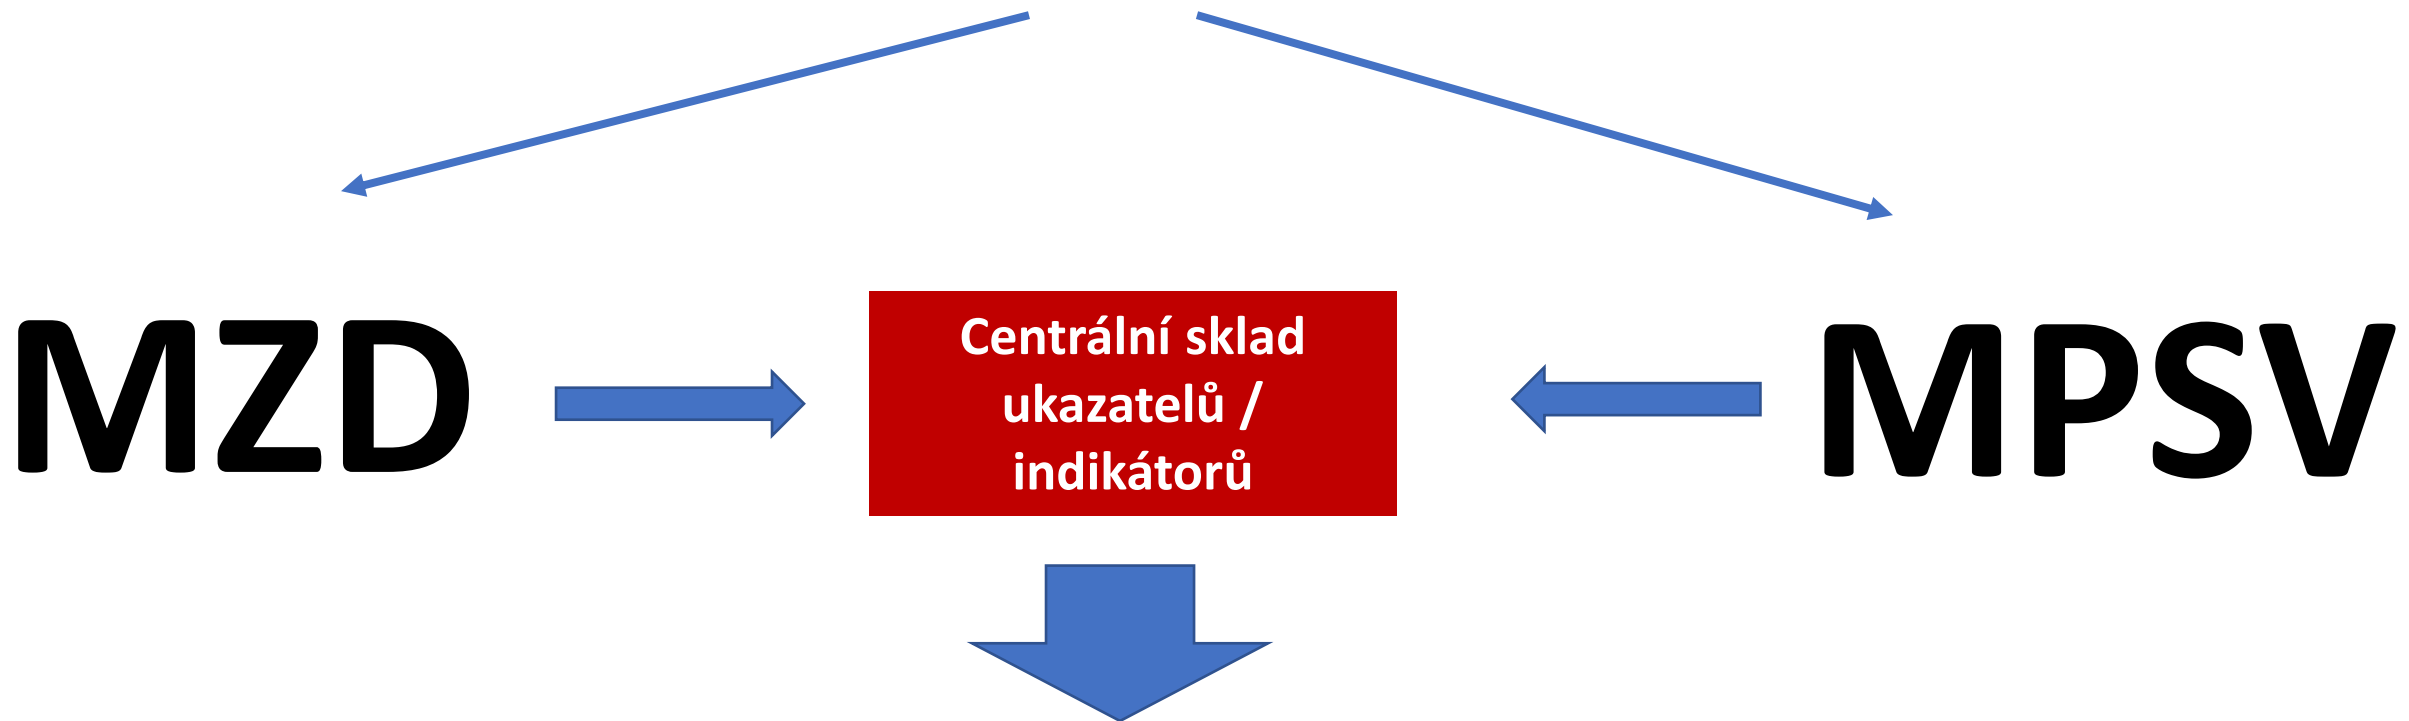 MZD
Centrální sklad
ukazatelů /
indikátorů
MPSV